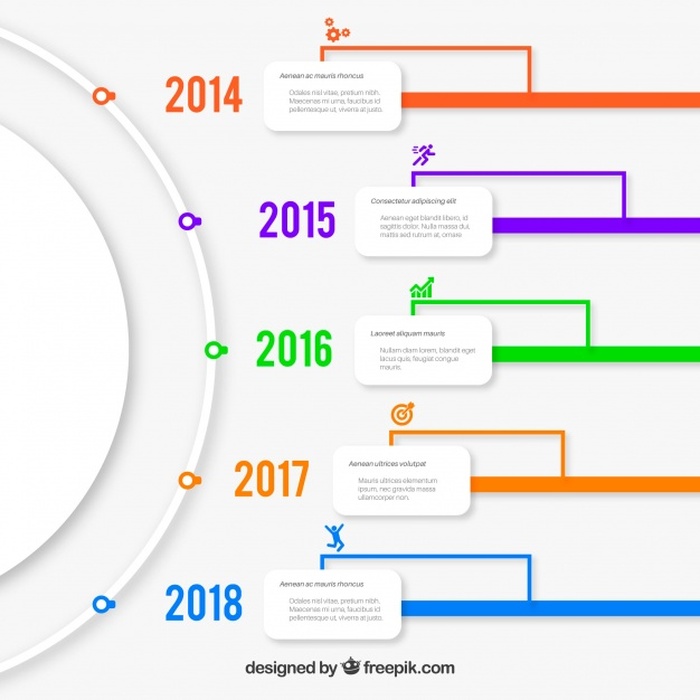 2014
Aenean ac mauris rhoncus
Odales nisl vitae, pretium nibh.
Maecenas mi urna, faucibus id
pellentesque ut, viverra at justo.
2015
Consectetur adipiscing elit
Aenean eget blandit libero, id
sagittis dolor. Nulla massa dui,
mattis sed rutrum at, ornare
2016
Laoreet aliquam mauris
Nullam diam lorem, blandit eget
lacus quis, feugiat congue
mauris.
2017
Aenean ultrices volutpat
Mauris ultrices elementum
ipsum, nec gravida massa
ullamcorper non.
2018
Aenean ac mauris rhoncus
Odales nisl vitae, pretium nibh.
Maecenas mi urna, faucibus id
pellentesque ut, viverra at justo.
designed by freepik.com